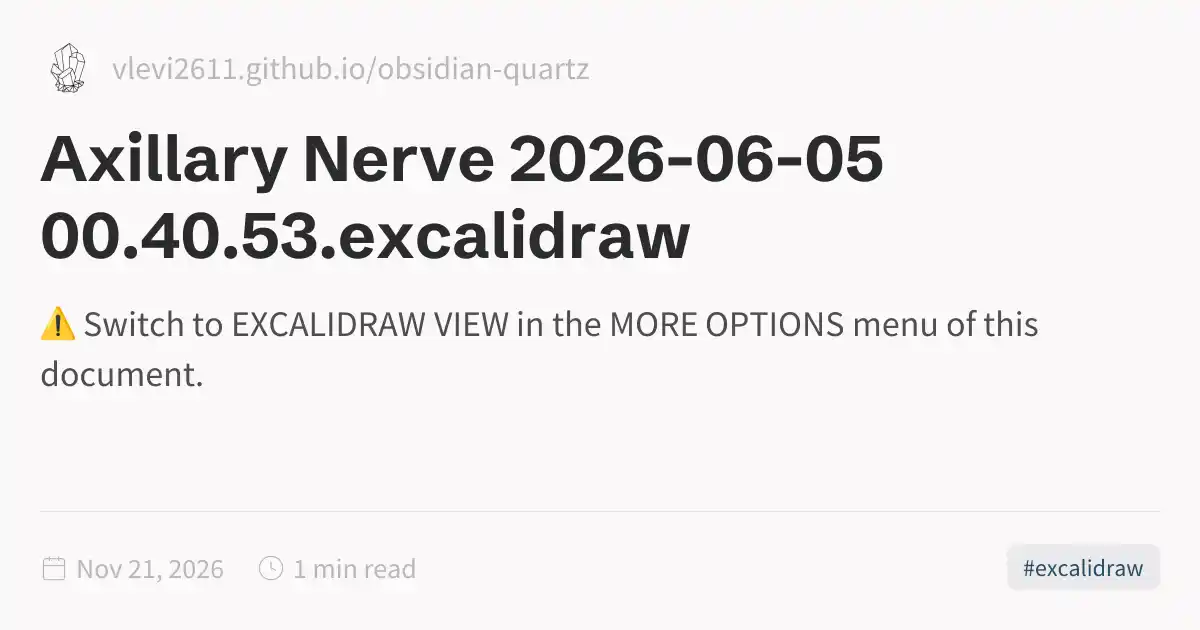 vlevi2611.github.io/obsidian-quartz
Axillary Nerve 2026-06-05
00.40.53.excalidraw
⚠️ Switch to EXCALIDRAW VIEW in the MORE OPTIONS menu of this
document.
Nov 21, 2026 1 min read #excalidraw